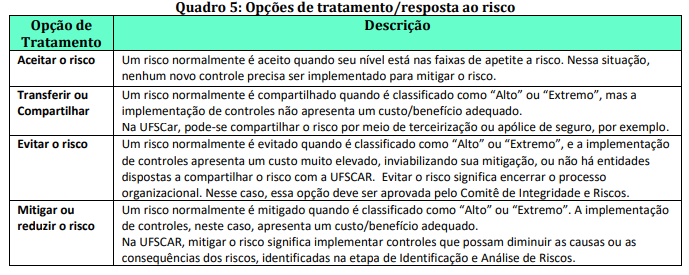 Quadro 5: Opções de tratamento/resposta ao risco
Opção de
Tratamento
Descrição
Aceitar o risco
Um risco normalmente é aceito quando seu nível está nas faixas de apetite a risco. Nessa situação,
nenhum novo controle precisa ser implementado para mitigar o risco.
Transferir ou
Compartilhar
Um risco normalmente é compartilhado quando é classificado como “Alto” ou “Extremo”, mas a
implementação de controles não apresenta um custo/benefício adequado.
Na UFSCar, pode-se compartilhar o risco por meio de terceirização ou apólice de seguro, por exemplo.
Evitar o risco
Um risco normalmente é evitado quando é classificado como “Alto” ou “Extremo”, e a implementação
de controles apresenta um custo muito elevado, inviabilizando sua mitigação, ou não há entidades
dispostas a compartilhar o risco com a UFSCAR. Evitar o risco significa encerrar o processo
organizacional. Nesse caso, essa opção deve ser aprovada pelo Comitê de Integridade e Riscos.
Mitigar ou
reduzir o risco
Um risco normalmente é mitigado quando é classificado como “Alto” ou “Extremo”. A implementação
de controles, neste caso, apresenta um custo/benefício adequado.
Na UFSCAR, mitigar o risco significa implementar controles que possam diminuir as causas ou as
consequências dos riscos, identificadas na etapa de Identificação e Análise de Riscos.